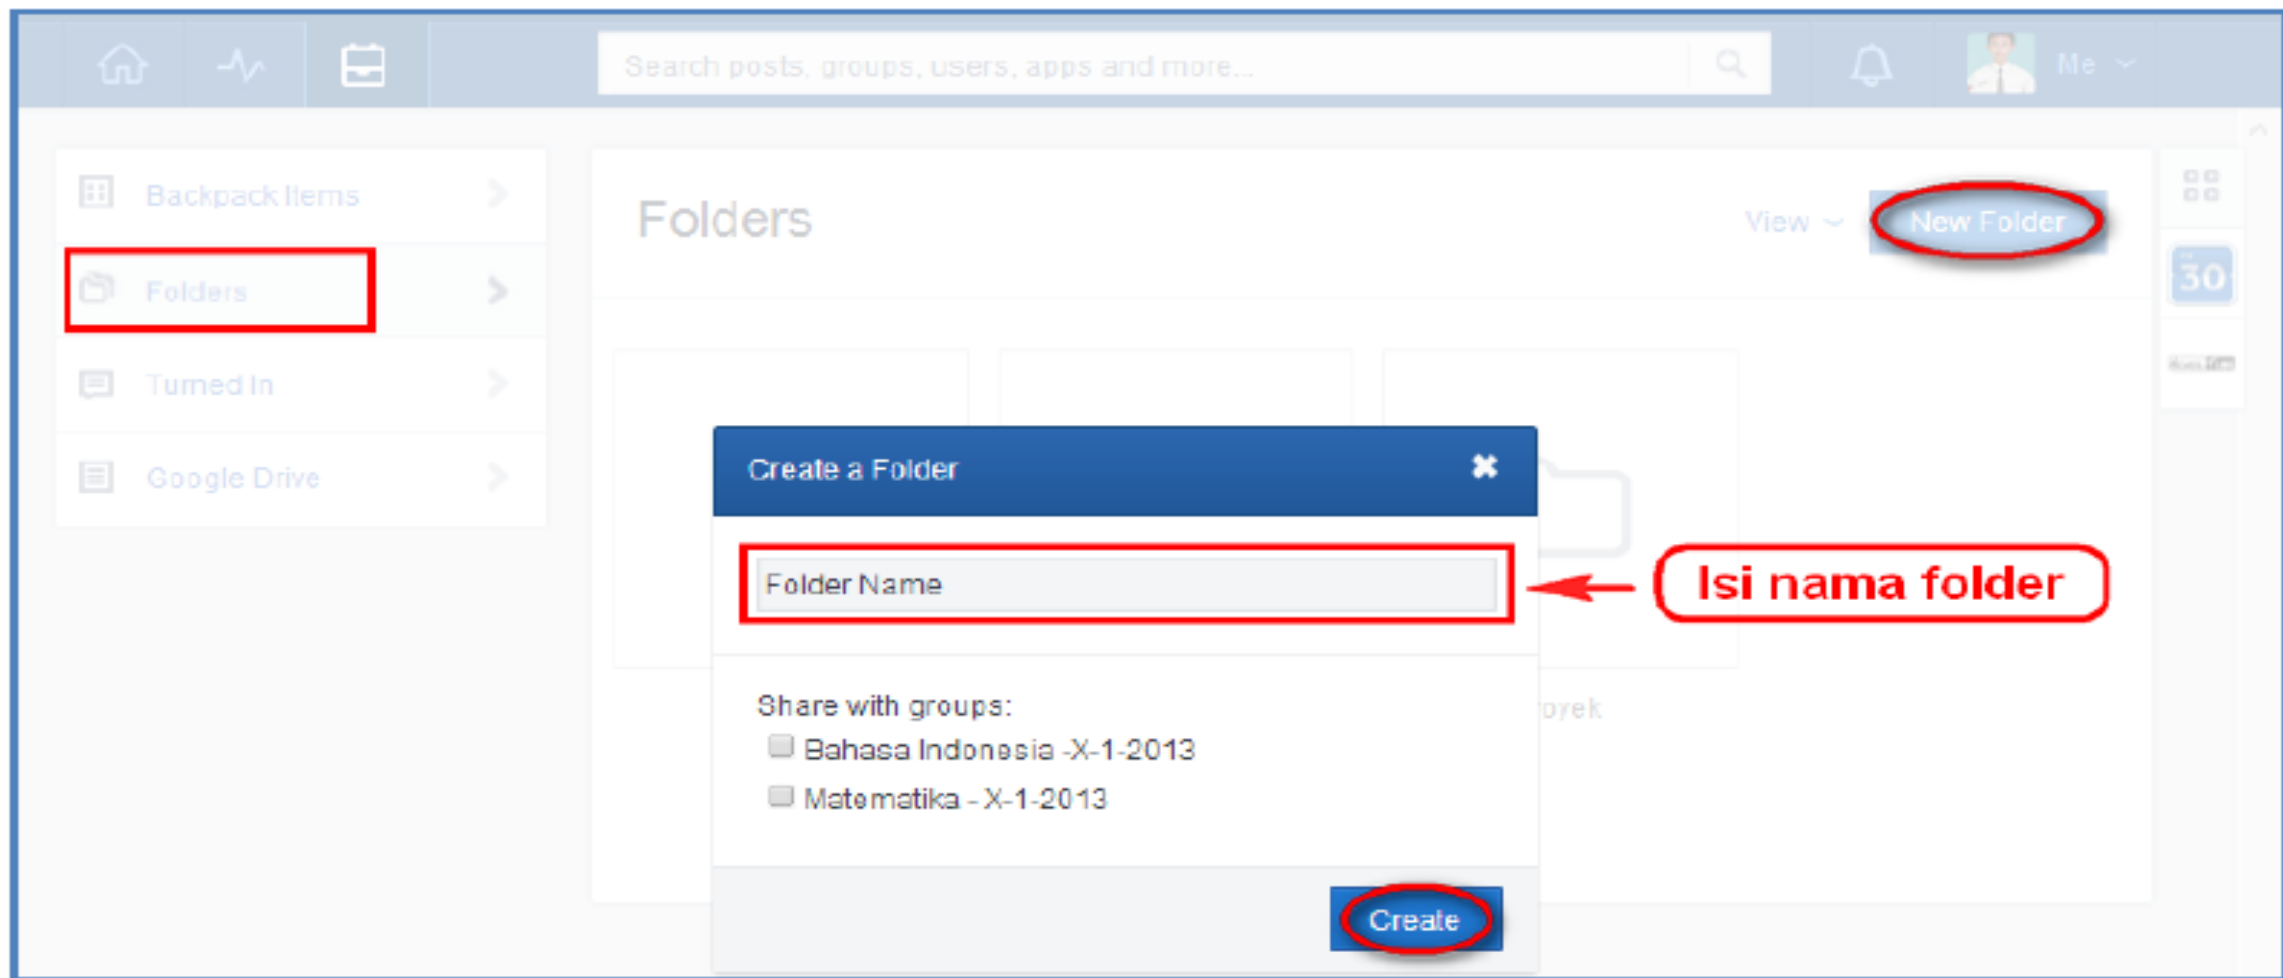 Search posts, groups, users, apps and more...
Me
Backpack Items
Folders
Turned In
Google Drive
Folders
View
New Folder
30
Create a Folder
Folder Name
Isi nama folder
Share with groups:
Bahasa Indonesia -X-1-2013
Matematika - X-1-2013
oyek
Create